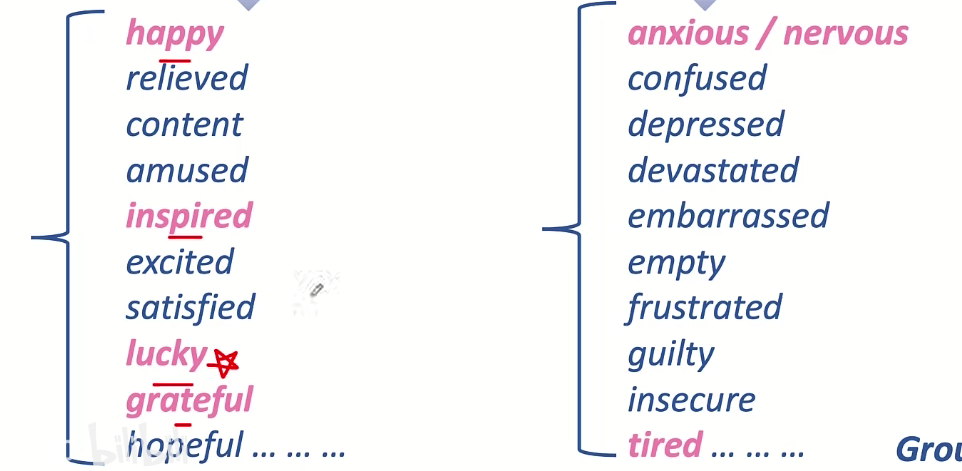 happy
relieved
content
amused
inspired
excited
satisfied
lucky
grateful
hopeful ... ... ...
anxious / nervous
confused
depressed
devastated
embarrassed
empty
frustrated
guilty
insecure
tired ... ... ...